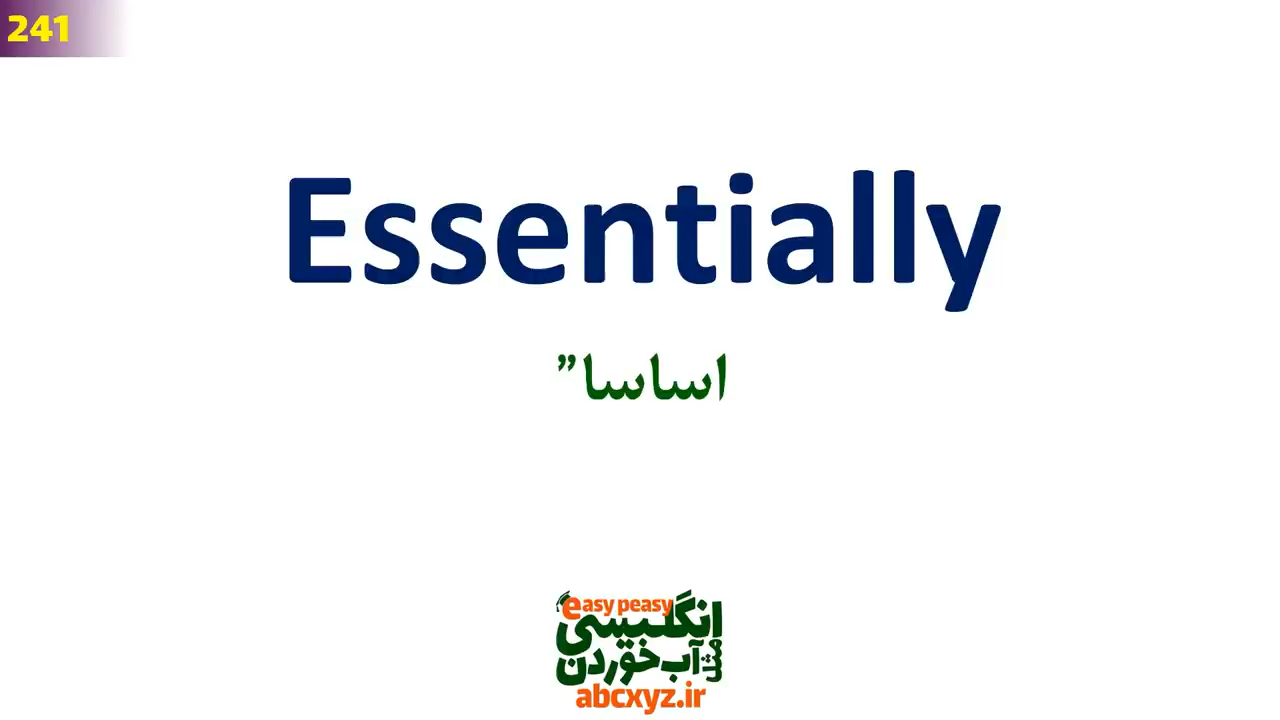 241
Essentially
اساسا”
easy peasy
انگلیسی
مثل آب خوردن
abcxyz.ir